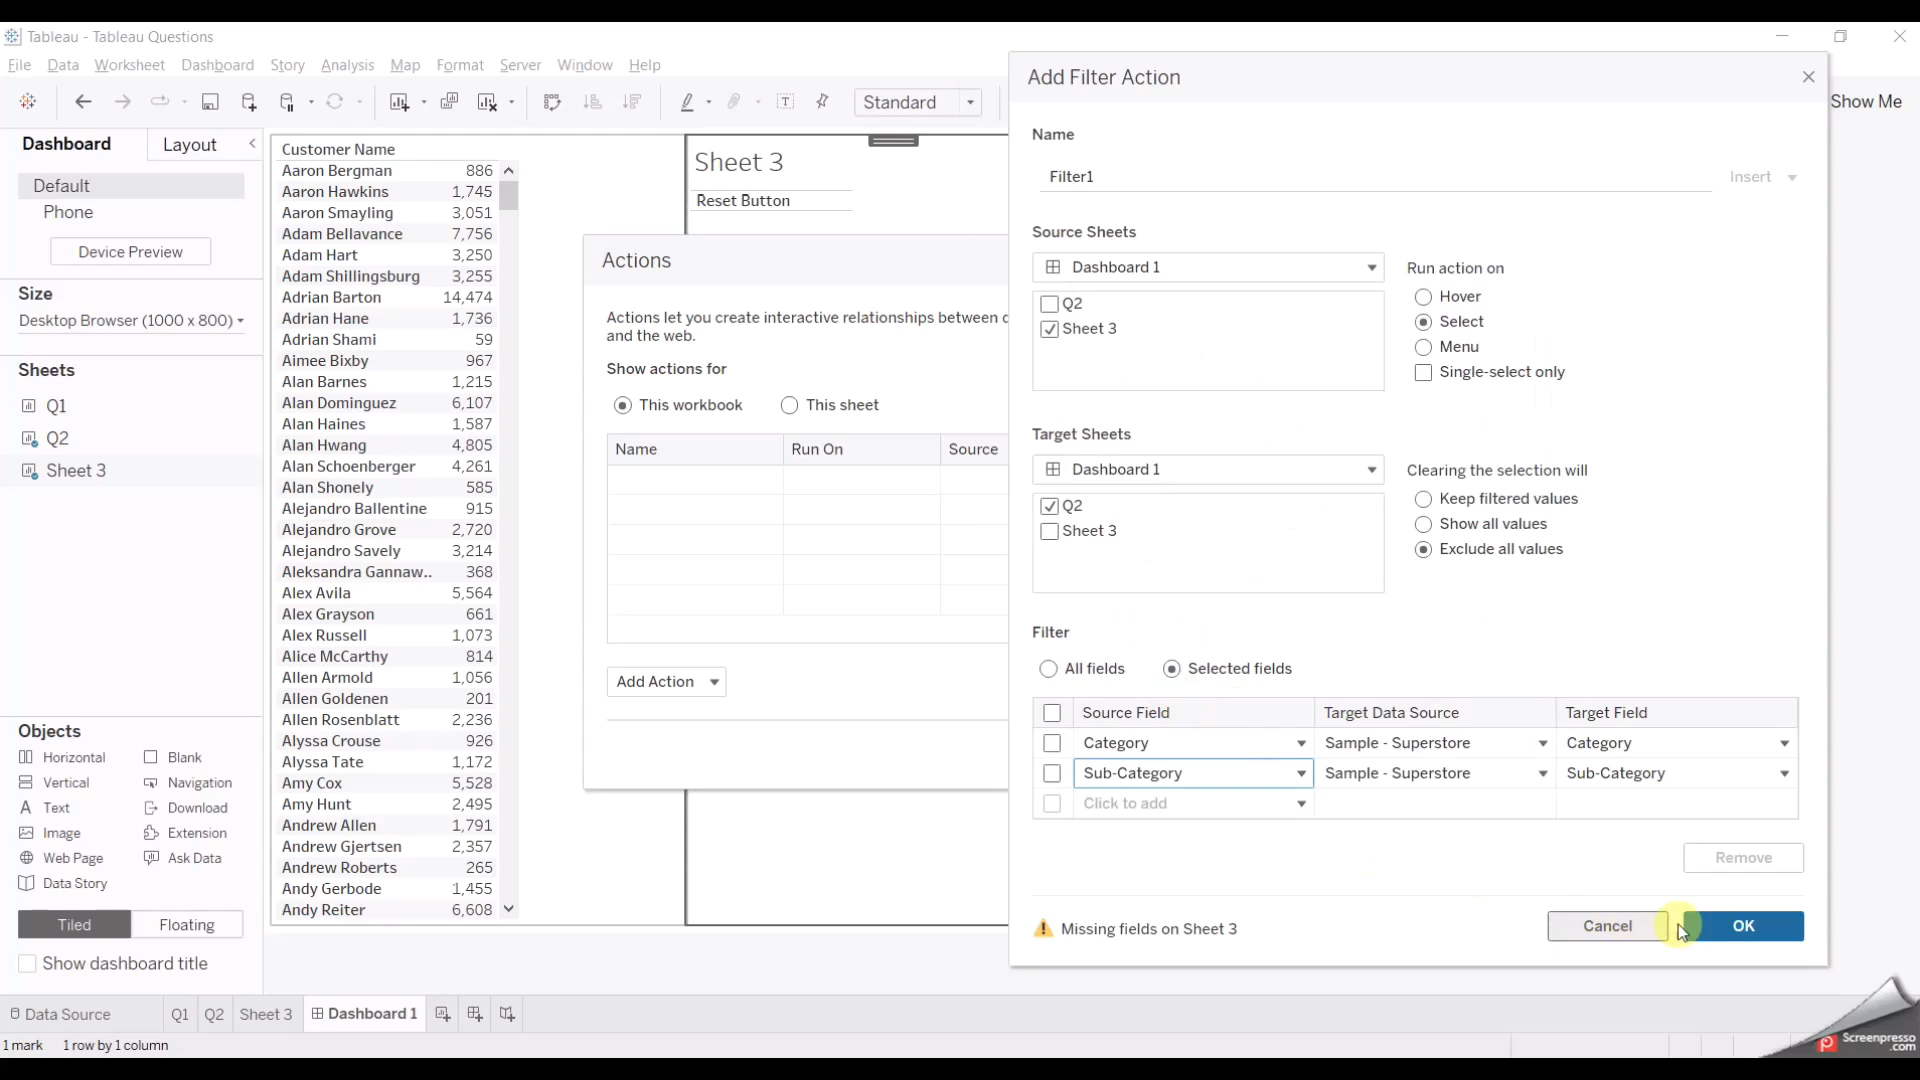 Tableau - Tableau Questions
File Data Worksheet Dashboard Story Analysis Map Format Server Window Help
Standard
Show Me
Dashboard Layout
Default
Phone
Device Preview
Size
Desktop Browser (1000 x 800)
Sheets
Q1
Q2
Sheet 3
Objects
Horizontal Blank
Vertical Navigation
Text Download
Image Extension
Web Page Ask Data
Data Story
Tiled Floating
Show dashboard title
Customer Name
Aaron Bergman 886
Aaron Hawkins 1,745
Aaron Smayling 3,051
Adam Bellavance 7,756
Adam Hart 3,250
Adam Shillingsburg 3,255
Adrian Barton 14,474
Adrian Hane 1,736
Adrian Shami 59
Aimee Bixby 967
Alan Barnes 1,215
Alan Dominguez 6,107
Alan Haines 1,587
Alan Hwang 4,805
Alan Schoenberger 4,261
Alan Shonely 585
Alejandro Ballentine 915
Alejandro Grove 2,720
Alejandro Savely 3,214
Aleksandra Gannaw.. 368
Alex Avila 5,564
Alex Grayson 661
Alex Russell 1,073
Alice McCarthy 814
Allen Armold 1,056
Allen Goldenen 201
Allen Rosenblatt 2,236
Alyssa Crouse 926
Alyssa Tate 1,172
Amy Cox 5,528
Amy Hunt 2,495
Andrew Allen 1,791
Andrew Gjertsen 2,357
Andrew Roberts 265
Andy Gerbode 1,455
Andy Reiter 6,608
Sheet 3
Reset Button
Actions
Actions let you create interactive relationships between
and the web.
Show actions for
This workbook This sheet
Name Run On Source
Add Action
Add Filter Action
Name
Filter1 Insert
Source Sheets
Dashboard 1
Q2
Sheet 3
Run action on
Hover
Select
Menu
Single-select only
Target Sheets
Dashboard 1
Q2
Sheet 3
Clearing the selection will
Keep filtered values
Show all values
Exclude all values
Filter
All fields Selected fields
Source Field Target Data Source Target Field
Category Sample - Superstore Category
Sub-Category Sample - Superstore Sub-Category
Click to add
Remove
Missing fields on Sheet 3
Cancel OK
Data Source Q1 Q2 Sheet 3 Dashboard 1
1 mark 1 row by 1 column
Screenpresso
.com